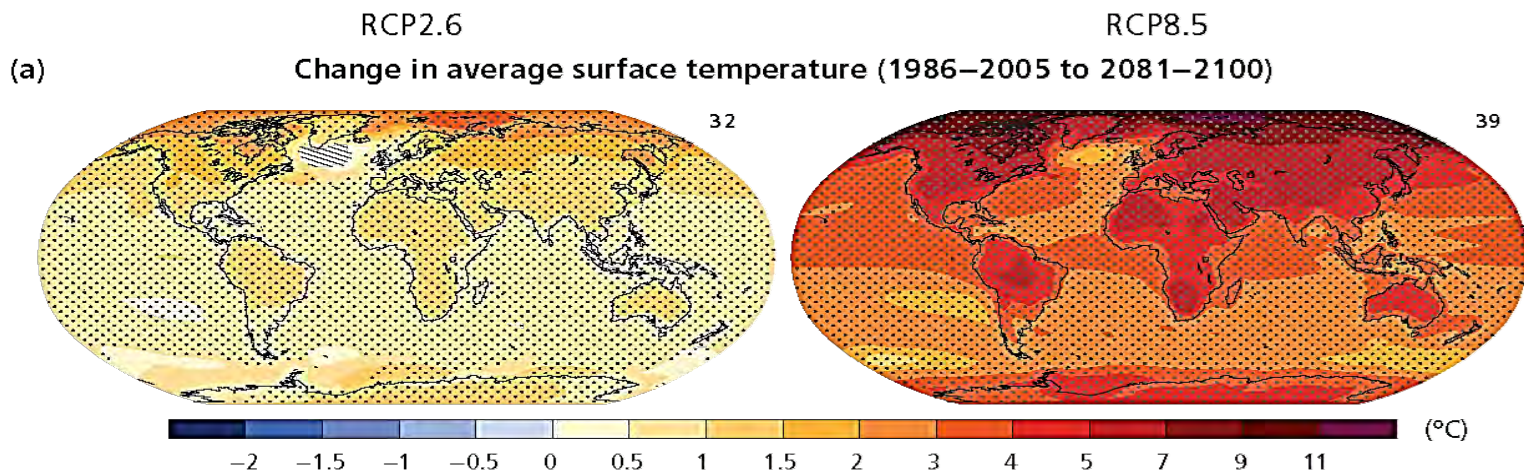 RCP2.6 RCP8.5
(a) Change in average surface temperature (1986–2005 to 2081–2100)
32 39
(°C)
−2 −1.5 −1 −0.5 0 0.5 1 1.5 2 3 4 5 7 9 11